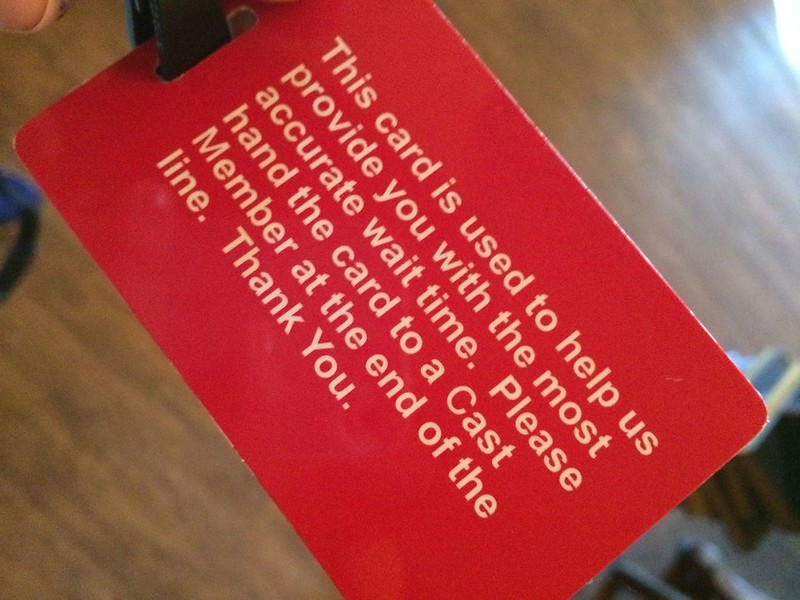 This card is used to help us
provide you with the most
accurate wait time. Please
hand the card to a Cast
Member at the end of the
line. Thank You.